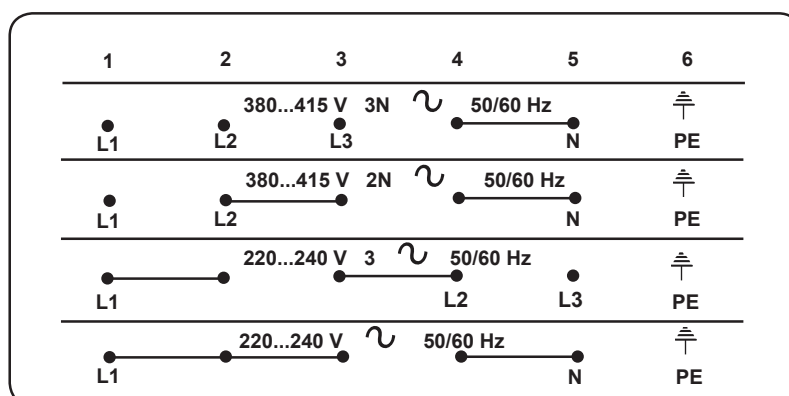 1 2 3 4 5 6
380...415 V 3N 50/60 Hz
L1 L2 L3 N PE
380...415 V 2N 50/60 Hz
L1 L2 N PE
220...240 V 3 50/60 Hz
L1 L2 L3 PE
220...240 V 50/60 Hz
L1 N PE